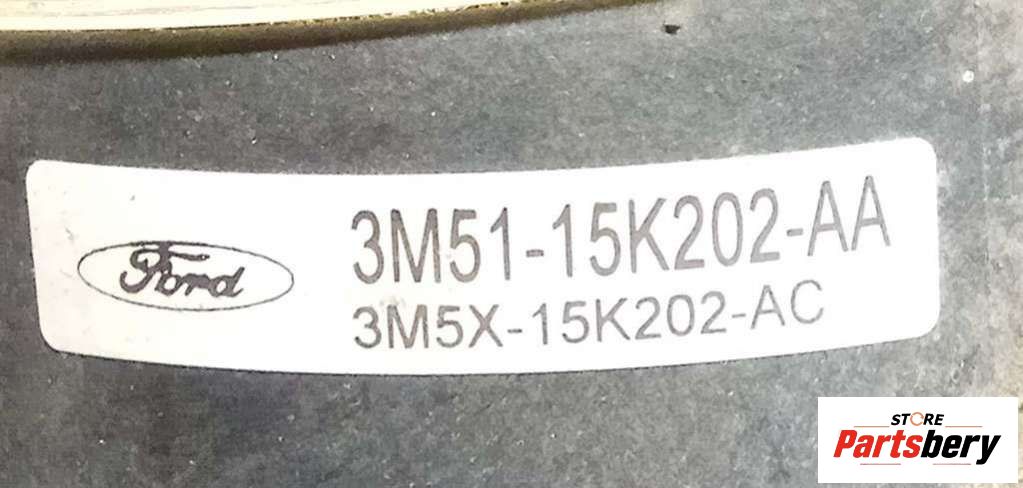 Ford
3M51-15K202-AA
3M5X-15K202-AC
STORE
Partsbery